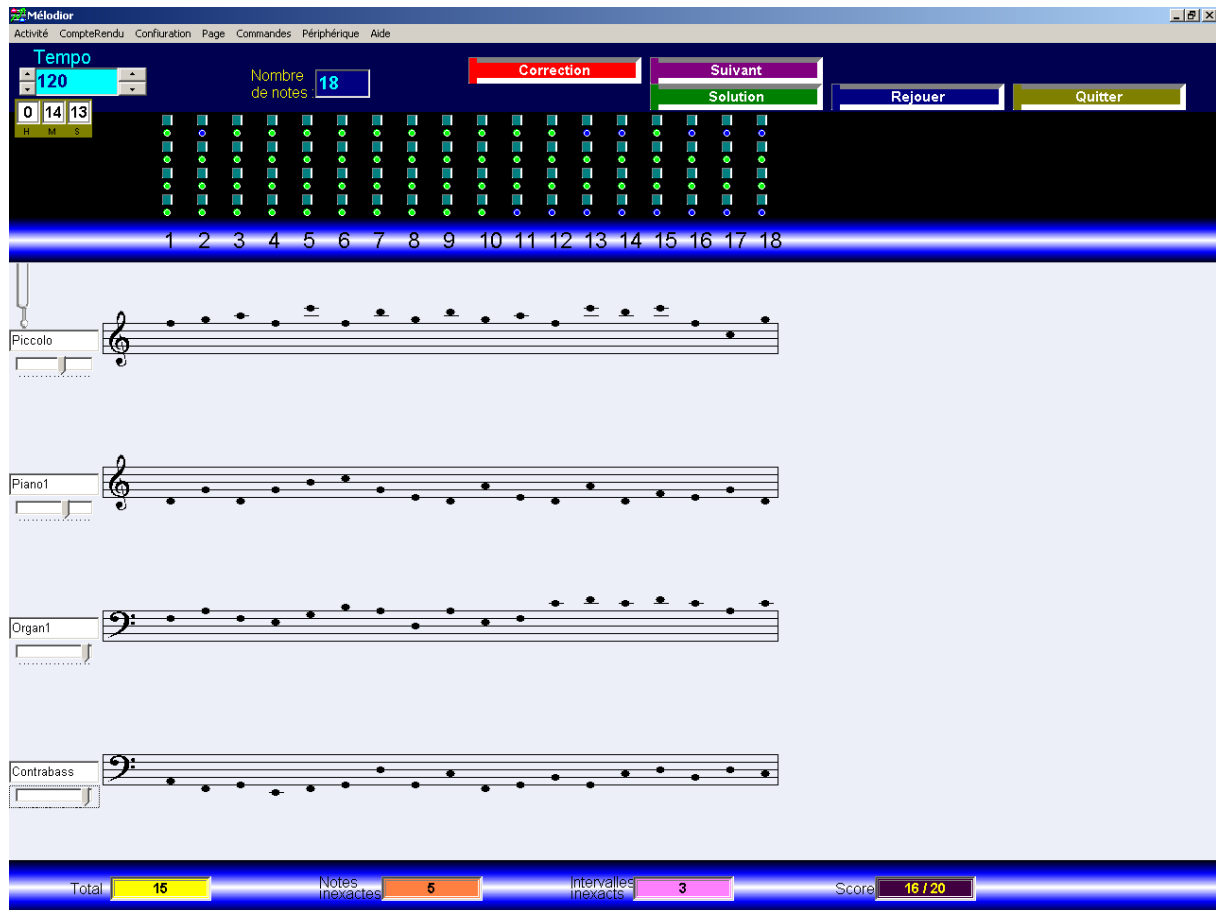 Mélodior
Activité CompteRendu Confiuration Page Commandes Périphérique Aide
Tempo
120
Nombre
de notes :
18
Correction
Suivant
Solution
Rejouer
Quitter
0 14 13
H M S
1 2 3 4 5 6 7 8 9 10 11 12 13 14 15 16 17 18
Piccolo
Piano1
Organ1
Contrabass
Total 15
Notes
inexactes 5
Intervalles
inexacts 3
Score 16 / 20